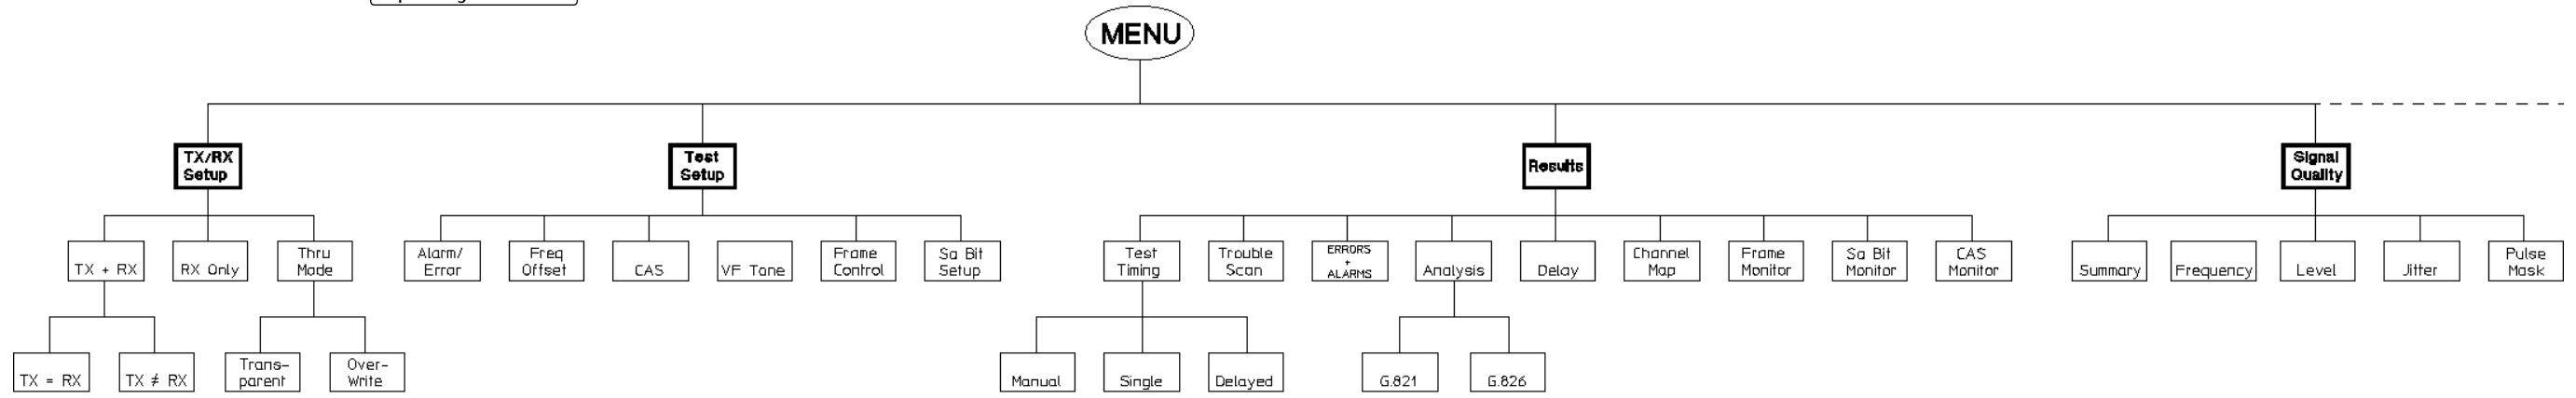 MENU
TX/RX
Setup
Test
Setup
Results
Signal
Quality
TX + RX
RX Only
Thru
Mode
Alarm/
Error
Freq
Offset
CAS
VF Tone
Frame
Control
Sa Bit
Setup
Test
Timing
Trouble
Scan
ERRORS
+
ALARMS
Analysis
Delay
Channel
Map
Frame
Monitor
Sa Bit
Monitor
CAS
Monitor
Summary
Frequency
Level
Jitter
Pulse
Mask
TX = RX
TX ≠ RX
Trans-
parent
Over-
Write
Manual
Single
Delayed
G.821
G.826